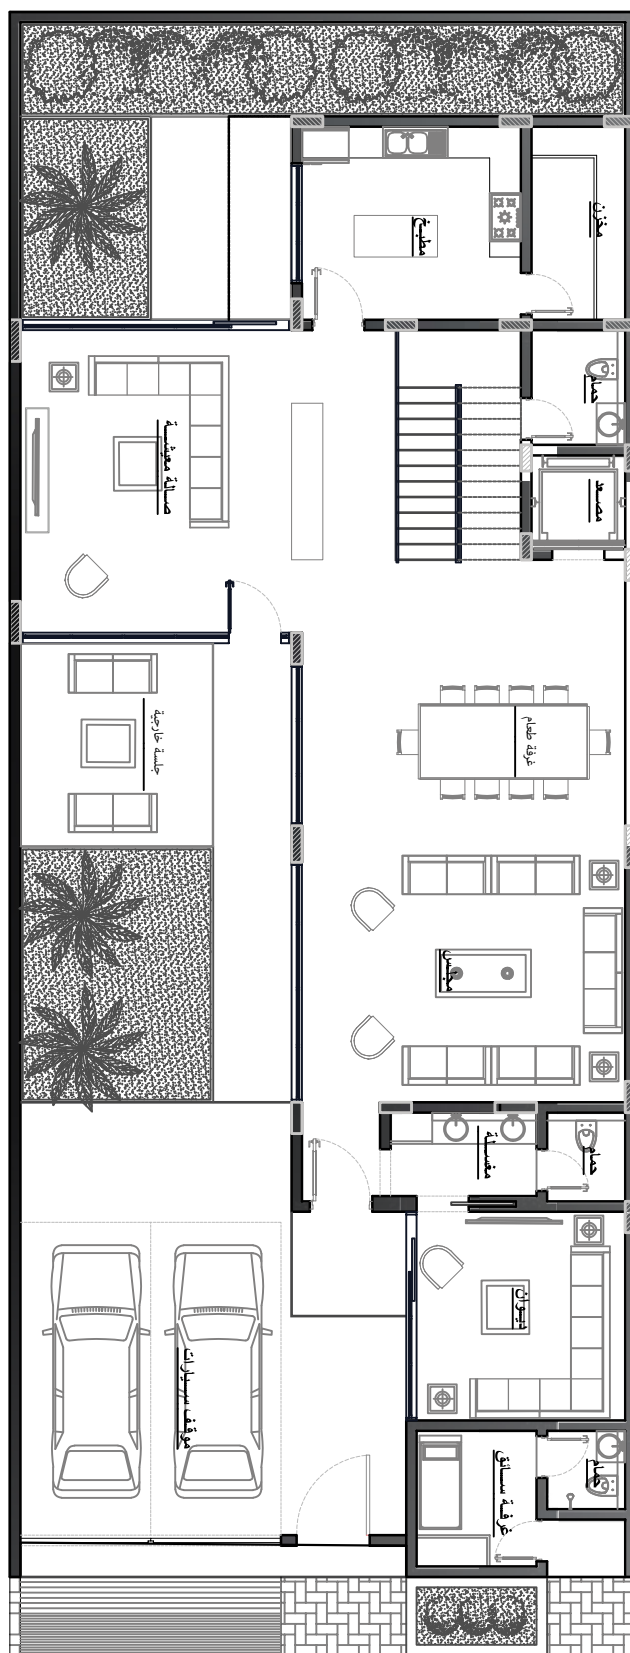 مخزن
مطبخ
حمام
مصعد
صالة معيشة
غرفة طعام
جلسة خارجية
مجلس
حمام
مغسلة
ديوان
موقف سيارات
حمام
غرفة سائق